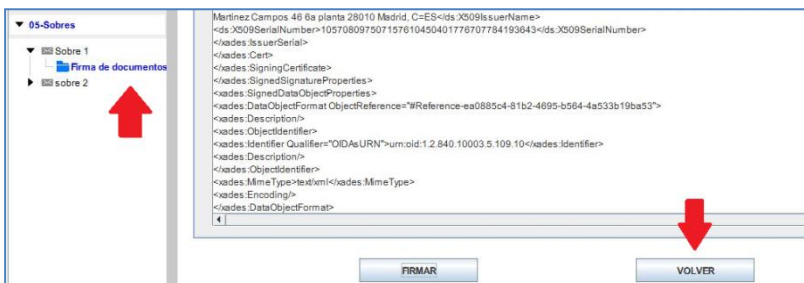 05-Sobres
Sobre 1
Firma de documentos
sobre 2
Martinez Campos 46 6a planta 28010 Madrid, C=ES</ds:X509IssuerName>
<ds:X509SerialNumber>105708097507157610450401776707784193643</ds:X509SerialNumber>
</xades:IssuerSerial>
</xades:Cert>
</xades:SigningCertificate>
</xades:SignedSignatureProperties>
<xades:SignedDataObjectProperties>
<xades:DataObjectFormat ObjectReference="#Reference-ea0885c4-81b2-4695-b564-4a533b19ba53">
<xades:Description/>
<xades:ObjectIdentifier>
<xades:Identifier Qualifier="OIDAsURN">urn:oid:1.2.840.10003.5.109.10</xades:Identifier>
<xades:Description/>
</xades:ObjectIdentifier>
<xades:MimeType>text/xml</xades:MimeType>
<xades:Encoding/>
</xades:DataObjectFormat>
FIRMAR
VOLVER